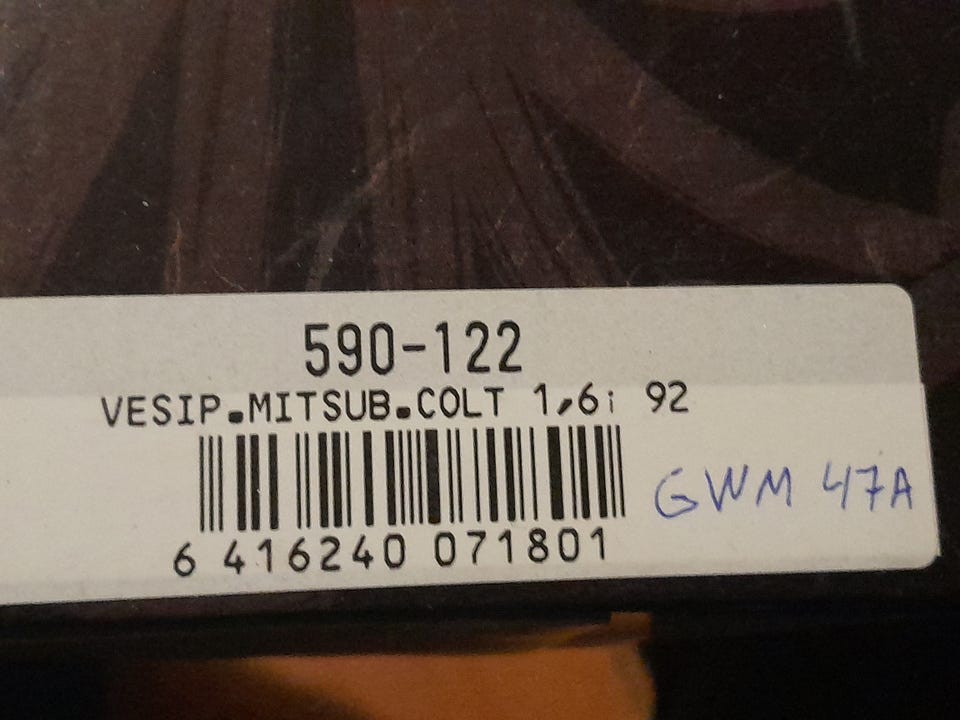 590-122
VESIP.MITSUB.COLT 1,6i 92
GWM 47A
6 416240 071801